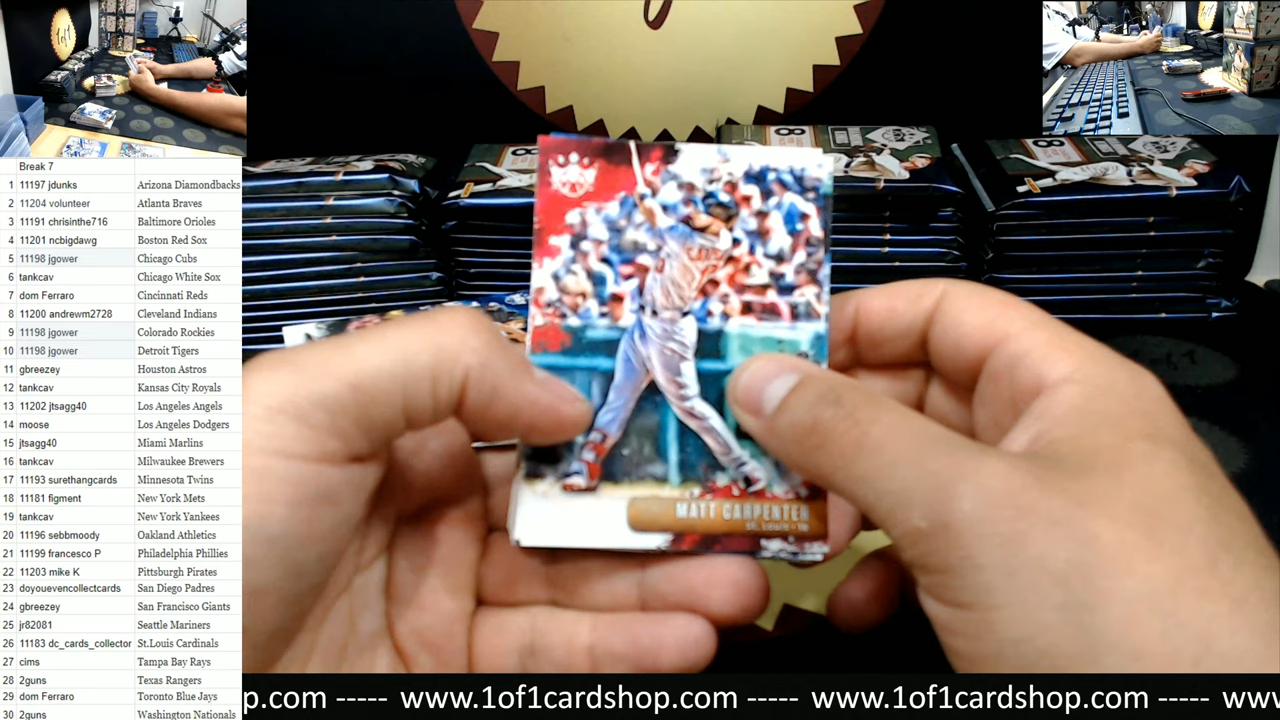 Break 7
1 11197 jdunks Arizona Diamondbacks
2 11204 volunteer Atlanta Braves
3 11191 chrisinthe716 Baltimore Orioles
4 11201 ncbigdawg Boston Red Sox
5 11198 jgower Chicago Cubs
6 tankcav Chicago White Sox
7 dom Ferraro Cincinnati Reds
8 11200 andrewm2728 Cleveland Indians
9 11198 jgower Colorado Rockies
10 11198 jgower Detroit Tigers
11 gbreezey Houston Astros
12 tankcav Kansas City Royals
13 11202 jtsagg40 Los Angeles Angels
14 moose Los Angeles Dodgers
15 jtsagg40 Miami Marlins
16 tankcav Milwaukee Brewers
17 11193 surethangcards Minnesota Twins
18 11181 figment New York Mets
19 tankcav New York Yankees
20 11196 sebbmoody Oakland Athletics
21 11199 francesco P Philadelphia Phillies
22 11203 mike K Pittsburgh Pirates
23 doyouevencollectcards San Diego Padres
24 gbreezey San Francisco Giants
25 jr82081 Seattle Mariners
26 11183 dc_cards_collector St.Louis Cardinals
27 cims Tampa Bay Rays
28 2guns Texas Rangers
29 dom Ferraro Toronto Blue Jays
30 2guns Washington Nationals
8
8
MATT CARPENTER
p.com ----- www.1of1cardshop.com ----- www.1of1cardshop.com ----- ww